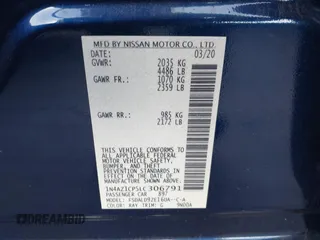 MFD BY NISSAN MOTOR CO., LTD.
03/20
GVWR: 2035 KG
4486 LB
GAWR FR: 1070 KG
2359 LB
GAWR RR: 985 KG
2172 LB
THIS VEHICLE CONFORMS TO ALL
APPLICABLE FEDERAL MOTOR
VEHICLE SAFETY,
BUMPER, AND THEFT
PREVENTION STANDARDS IN
EFFECT ON THE DATE OF
MANUFACTURE SHOWN ABOVE.
1N4AZ1CP5LC306791
PASSENGER CAR
COLOR TRIM: G
DREAMBID